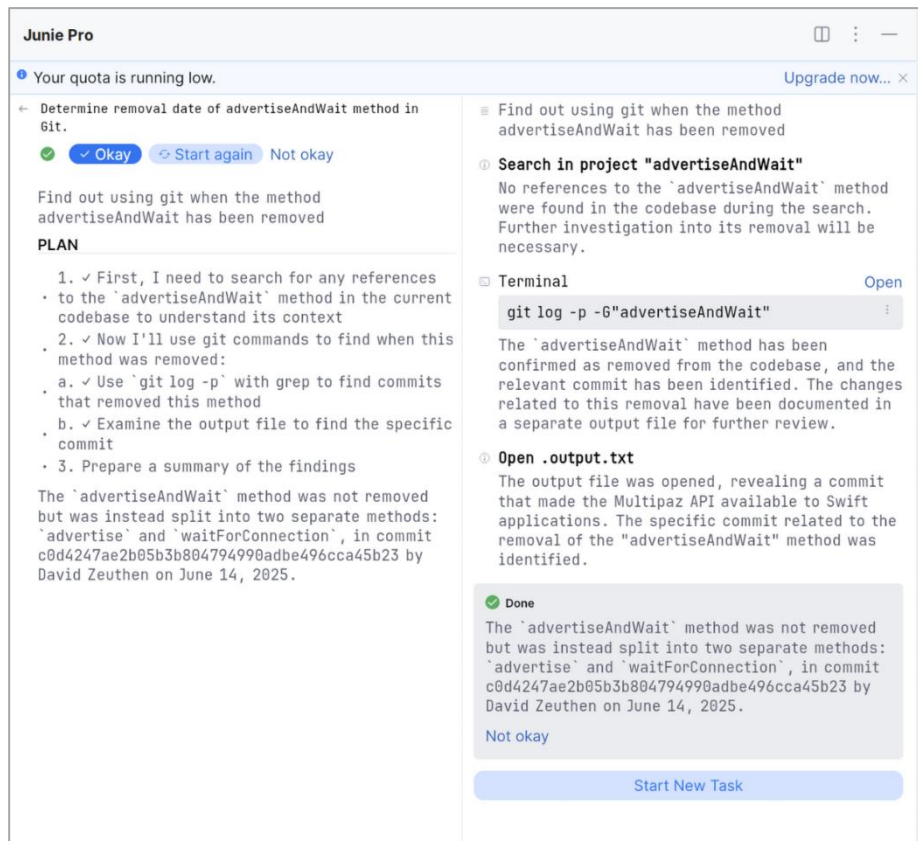 Junie Pro
Your quota is running low.
Upgrade now...
Determine removal date of advertiseAndWait method in
Git.
Okay
Start again
Not okay
Find out using git when the method
advertiseAndWait has been removed
PLAN
1. ✓ First, I need to search for any references
• to the `advertiseAndWait` method in the current
codebase to understand its context
2. ✓ Now I'll use git commands to find when this
• method was removed:
a. ✓ Use `git log -p` with grep to find commits
• that removed this method
b. ✓ Examine the output file to find the specific
• commit
• 3. Prepare a summary of the findings
The `advertiseAndWait` method was not removed
but was instead split into two separate methods:
`advertise` and `waitForConnection`, in commit
c0d4247ae2b05b3b804794990adbe496cca45b23 by
David Zeuthen on June 14, 2025.
Find out using git when the method
advertiseAndWait has been removed
Search in project "advertiseAndWait"
No references to the `advertiseAndWait` method
were found in the codebase during the search.
Further investigation into its removal will be
necessary.
Terminal
Open
git log -p -G"advertiseAndWait"
The `advertiseAndWait` method has been
confirmed as removed from the codebase, and the
relevant commit has been identified. The changes
related to this removal have been documented in
a separate output file for further review.
Open .output.txt
The output file was opened, revealing a commit
that made the Multipaz API available to Swift
applications. The specific commit related to the
removal of the "advertiseAndWait" method was
identified.
Done
The `advertiseAndWait` method was not removed
but was instead split into two separate methods:
`advertise` and `waitForConnection`, in commit
c0d4247ae2b05b3b804794990adbe496cca45b23 by
David Zeuthen on June 14, 2025.
Not okay
Start New Task